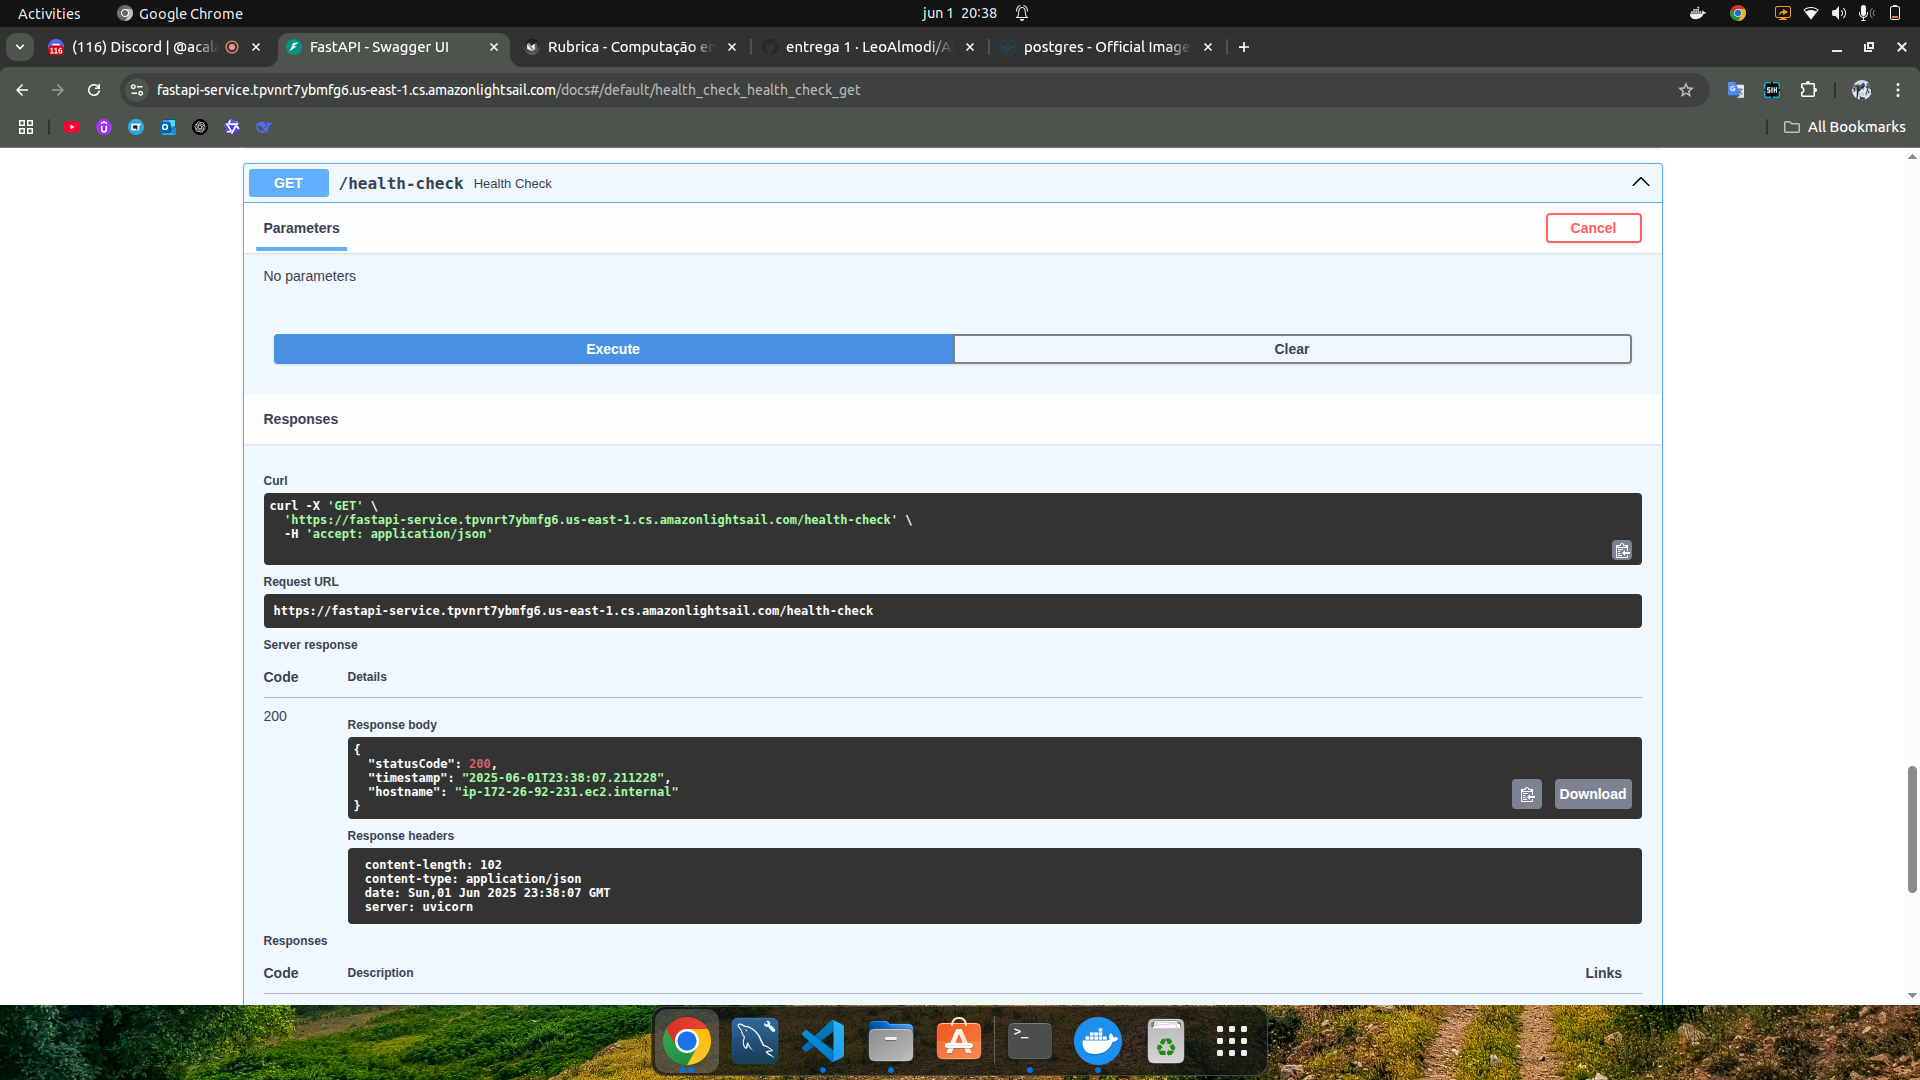 Activities
Google Chrome
jun 1 20:38
(116) Discord | @acala
FastAPI - Swagger UI
Rubrica - Computação en
entrega 1 · LeoAlmodi/A
postgres - Official Image
fastapi-service.tpvnrt7ybmfg6.us-east-1.cs.amazonlightsail.com/docs#/default/health_check_health_check_get
All Bookmarks
GET /health-check Health Check
Parameters
Cancel
No parameters
Execute
Clear
Responses
Curl
curl -X 'GET' \
'https://fastapi-service.tpvnrt7ybmfg6.us-east-1.cs.amazonlightsail.com/health-check' \
-H 'accept: application/json'
Request URL
https://fastapi-service.tpvnrt7ybmfg6.us-east-1.cs.amazonlightsail.com/health-check
Server response
Code Details
200
Response body
{
"statusCode": 200,
"timestamp": "2025-06-01T23:38:07.211228",
"hostname": "ip-172-26-92-231.ec2.internal"
}
Download
Response headers
content-length: 102
content-type: application/json
date: Sun,01 Jun 2025 23:38:07 GMT
server: uvicorn
Responses
Code Description Links